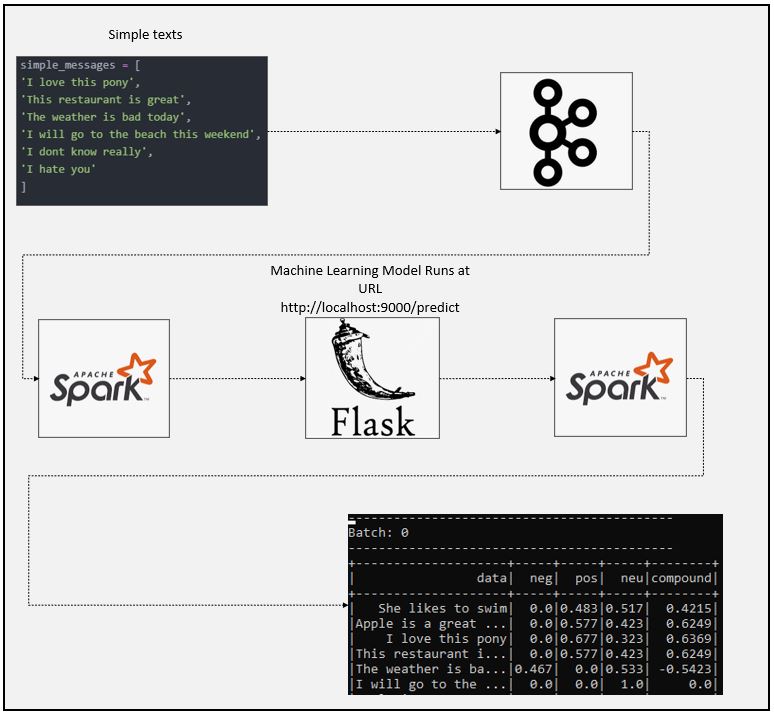 Simple texts
simple_messages = [
'I love this pony',
'This restaurant is great',
'The weather is bad today',
'I will go to the beach this weekend',
'I dont know really',
'I hate you'
]
Machine Learning Model Runs at
URL
http://localhost:9000/predict
APACHE
Spark™
Flask
APACHE
Spark™
-------------------------------------------
Batch: 0
-------------------------------------------
+--------------------+-----+-----+-----+--------+
|                data|  neg|  pos|  neu|compound|
+--------------------+-----+-----+-----+--------+
|   She likes to swim|  0.0|0.483|0.517|  0.4215|
|Apple is a great ...|  0.0|0.577|0.423|  0.6249|
|    I love this pony|  0.0|0.677|0.323|  0.6369|
|This restaurant i...|  0.0|0.577|0.423|  0.6249|
|The weather is ba...|0.467|  0.0|0.533| -0.5423|
|I will go to the ...|  0.0|  0.0|  1.0|     0.0|